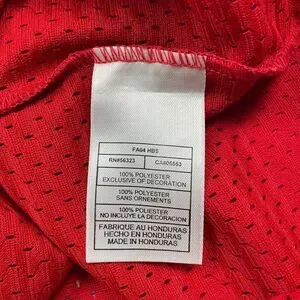 FA04 HBS
RN#56323 CA#05553
100% POLYESTER
EXCLUSIVE OF DECORATION
100% POLYESTER
SANS ORNEMENTS
100% POLIESTER
NO INCLUYE LA DECORACION
FABRIQUE AU HONDURAS
HECHO EN HONDURAS
MADE IN HONDURAS